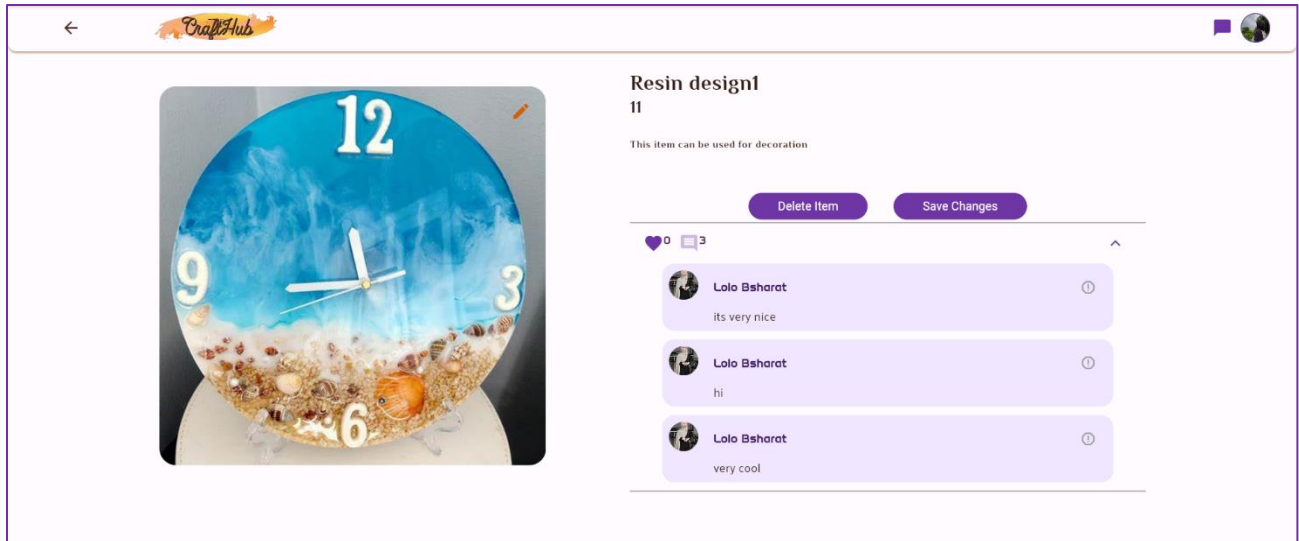 CraftHub
12
9
3
6
Resin design1
11
This item can be used for decoration
Delete Item
Save Changes
0
3
Lolo Bsharat
its very nice
Lolo Bsharat
hi
Lolo Bsharat
very cool